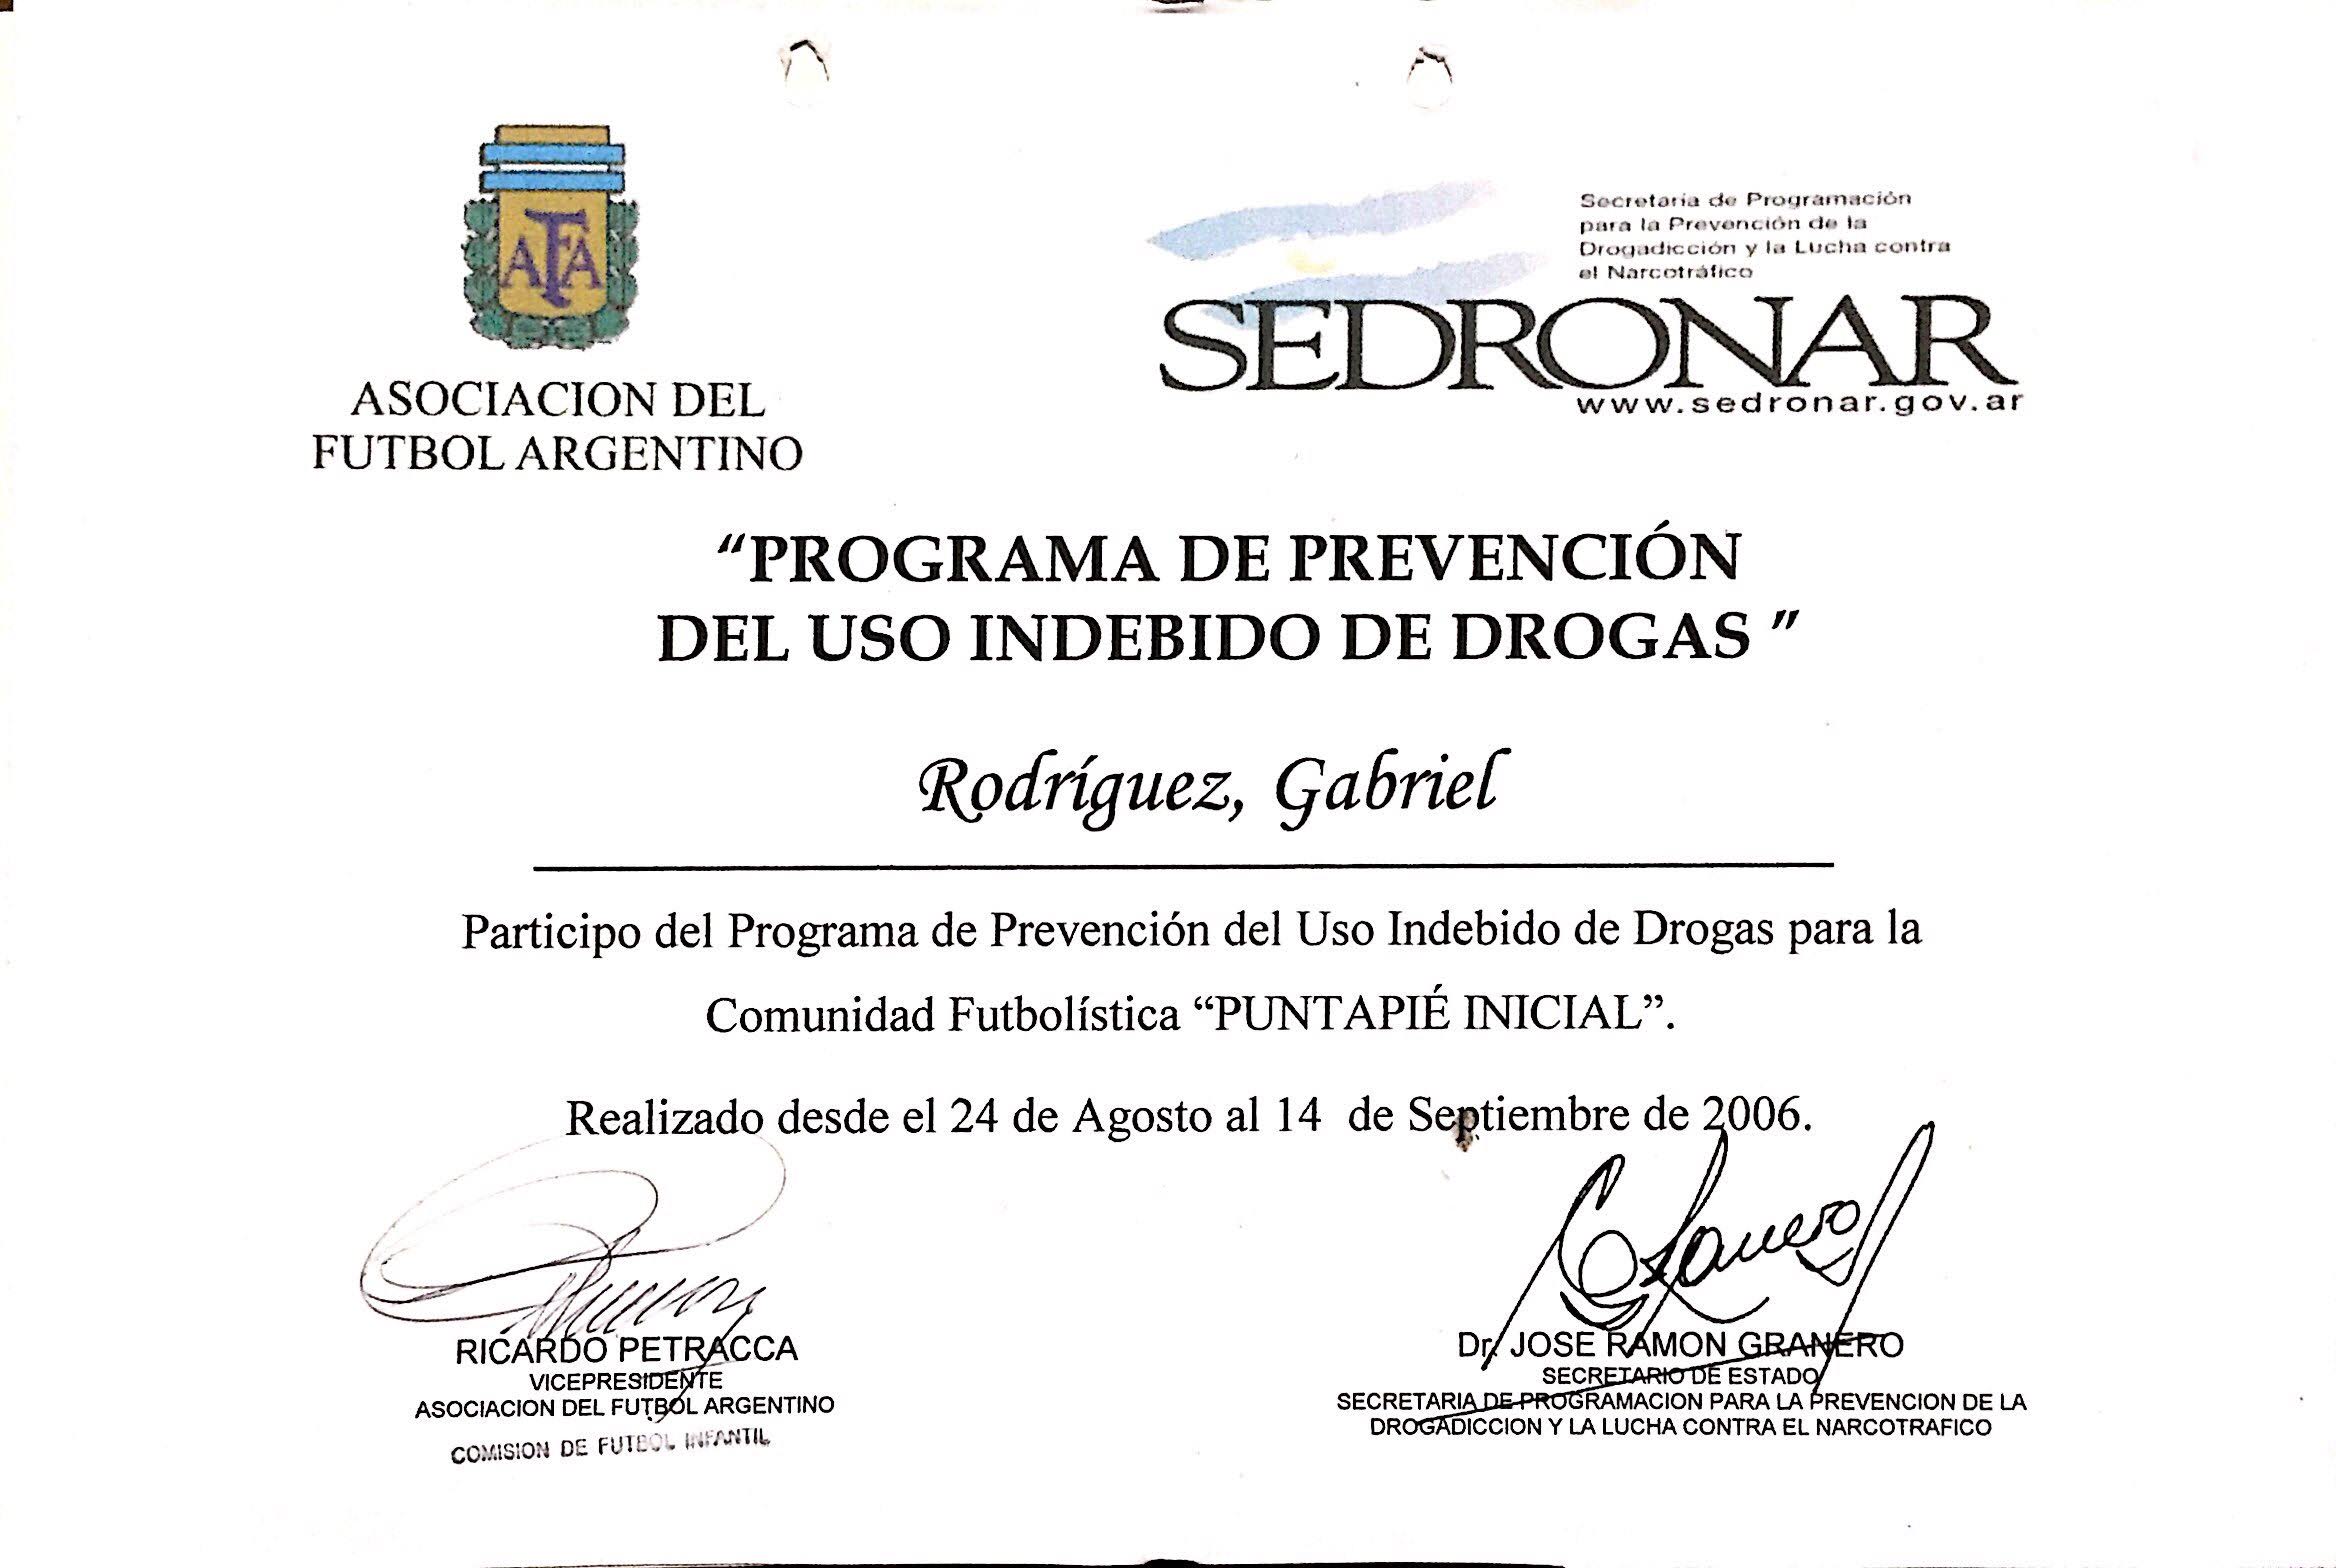 AFA
ASOCIACION DEL
FUTBOL ARGENTINO
Secretaría de Programación
para la Prevención de la
Drogadicción y la Lucha contra
el Narcotráfico
SEDRONAR
www.sedronar.gov.ar
“PROGRAMA DE PREVENCIÓN
DEL USO INDEBIDO DE DROGAS ”
Rodríguez, Gabriel
Participo del Programa de Prevención del Uso Indebido de Drogas para la
Comunidad Futbolística “PUNTAPIÉ INICIAL”.
Realizado desde el 24 de Agosto al 14 de Septiembre de 2006.
RICARDO PETRACCA
VICEPRESIDENTE
ASOCIACION DEL FUTBOL ARGENTINO
COMISION DE FUTBOL INFANTIL
Dr. JOSE RAMON GRANERO
SECRETARIO DE ESTADO
SECRETARIA DE PROGRAMACION PARA LA PREVENCION DE LA
DROGADICCION Y LA LUCHA CONTRA EL NARCOTRAFICO